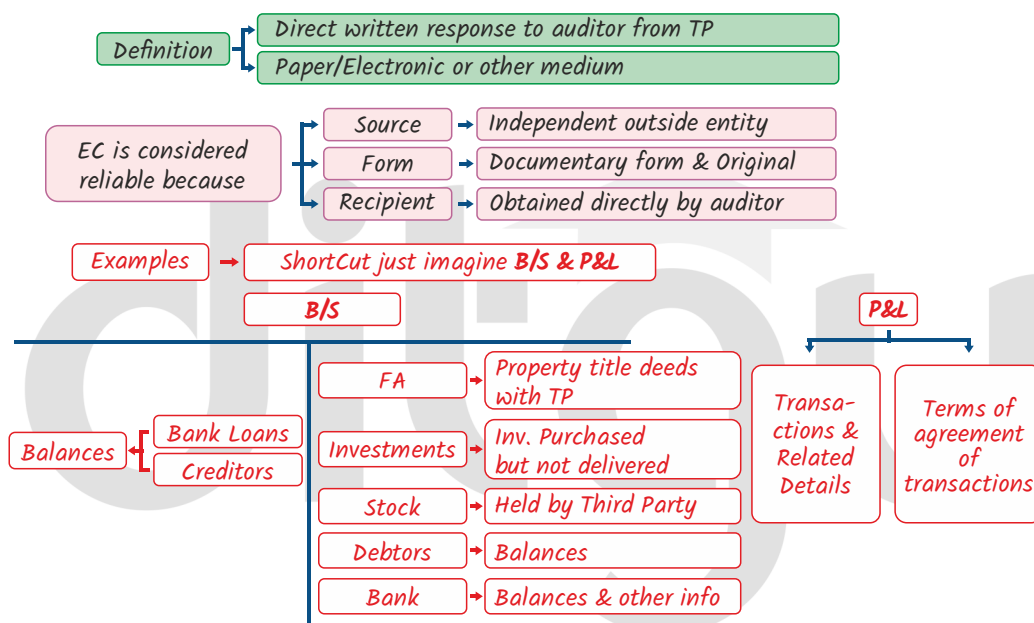 Definition
Direct written response to auditor from TP
Paper/Electronic or other medium
EC is considered
reliable because
Source
Independent outside entity
Form
Documentary form & Original
Recipient
Obtained directly by auditor
Examples
ShortCut just imagine B/S & P&L
B/S
P&L
Balances
Bank Loans
Creditors
FA
Property title deeds
with TP
Investments
Inv. Purchased
but not delivered
Stock
Held by Third Party
Debtors
Balances
Bank
Balances & other info
Transa-
ctions &
Related
Details
Terms of
agreement
of
transactions